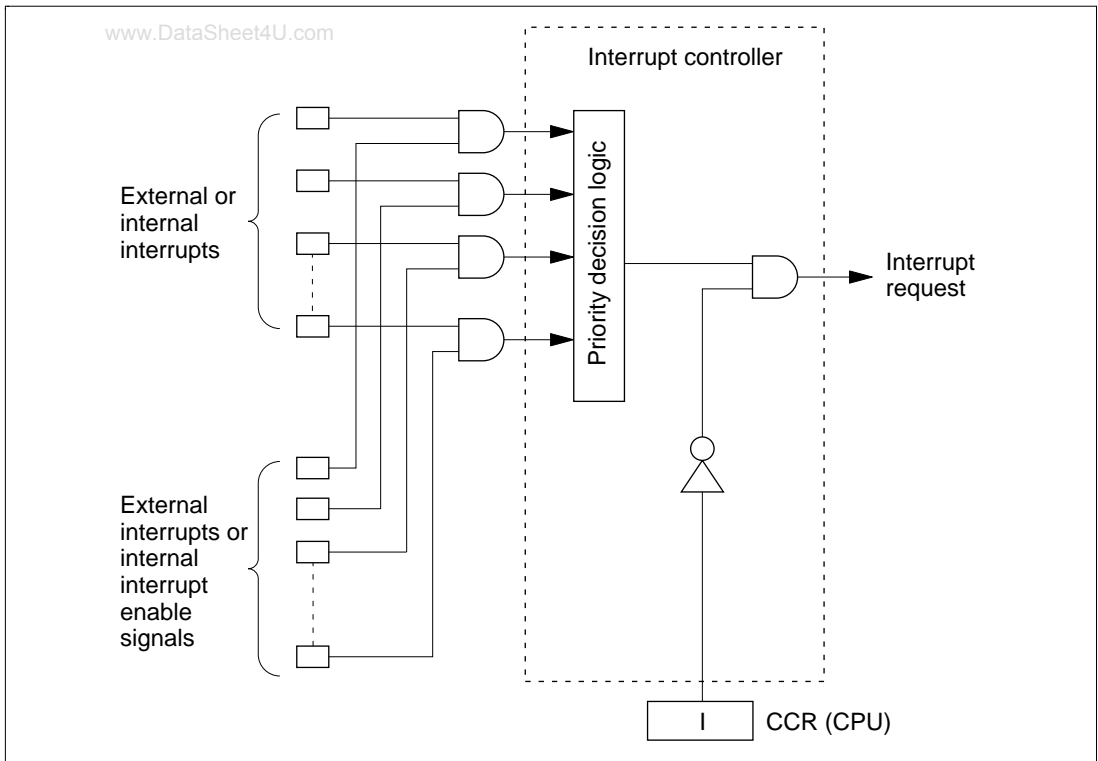 www.DataSheet4U.com
Interrupt controller
External or
internal
interrupts
Priority decision logic
Interrupt
request
External
interrupts or
internal
interrupt
enable
signals
I
CCR (CPU)